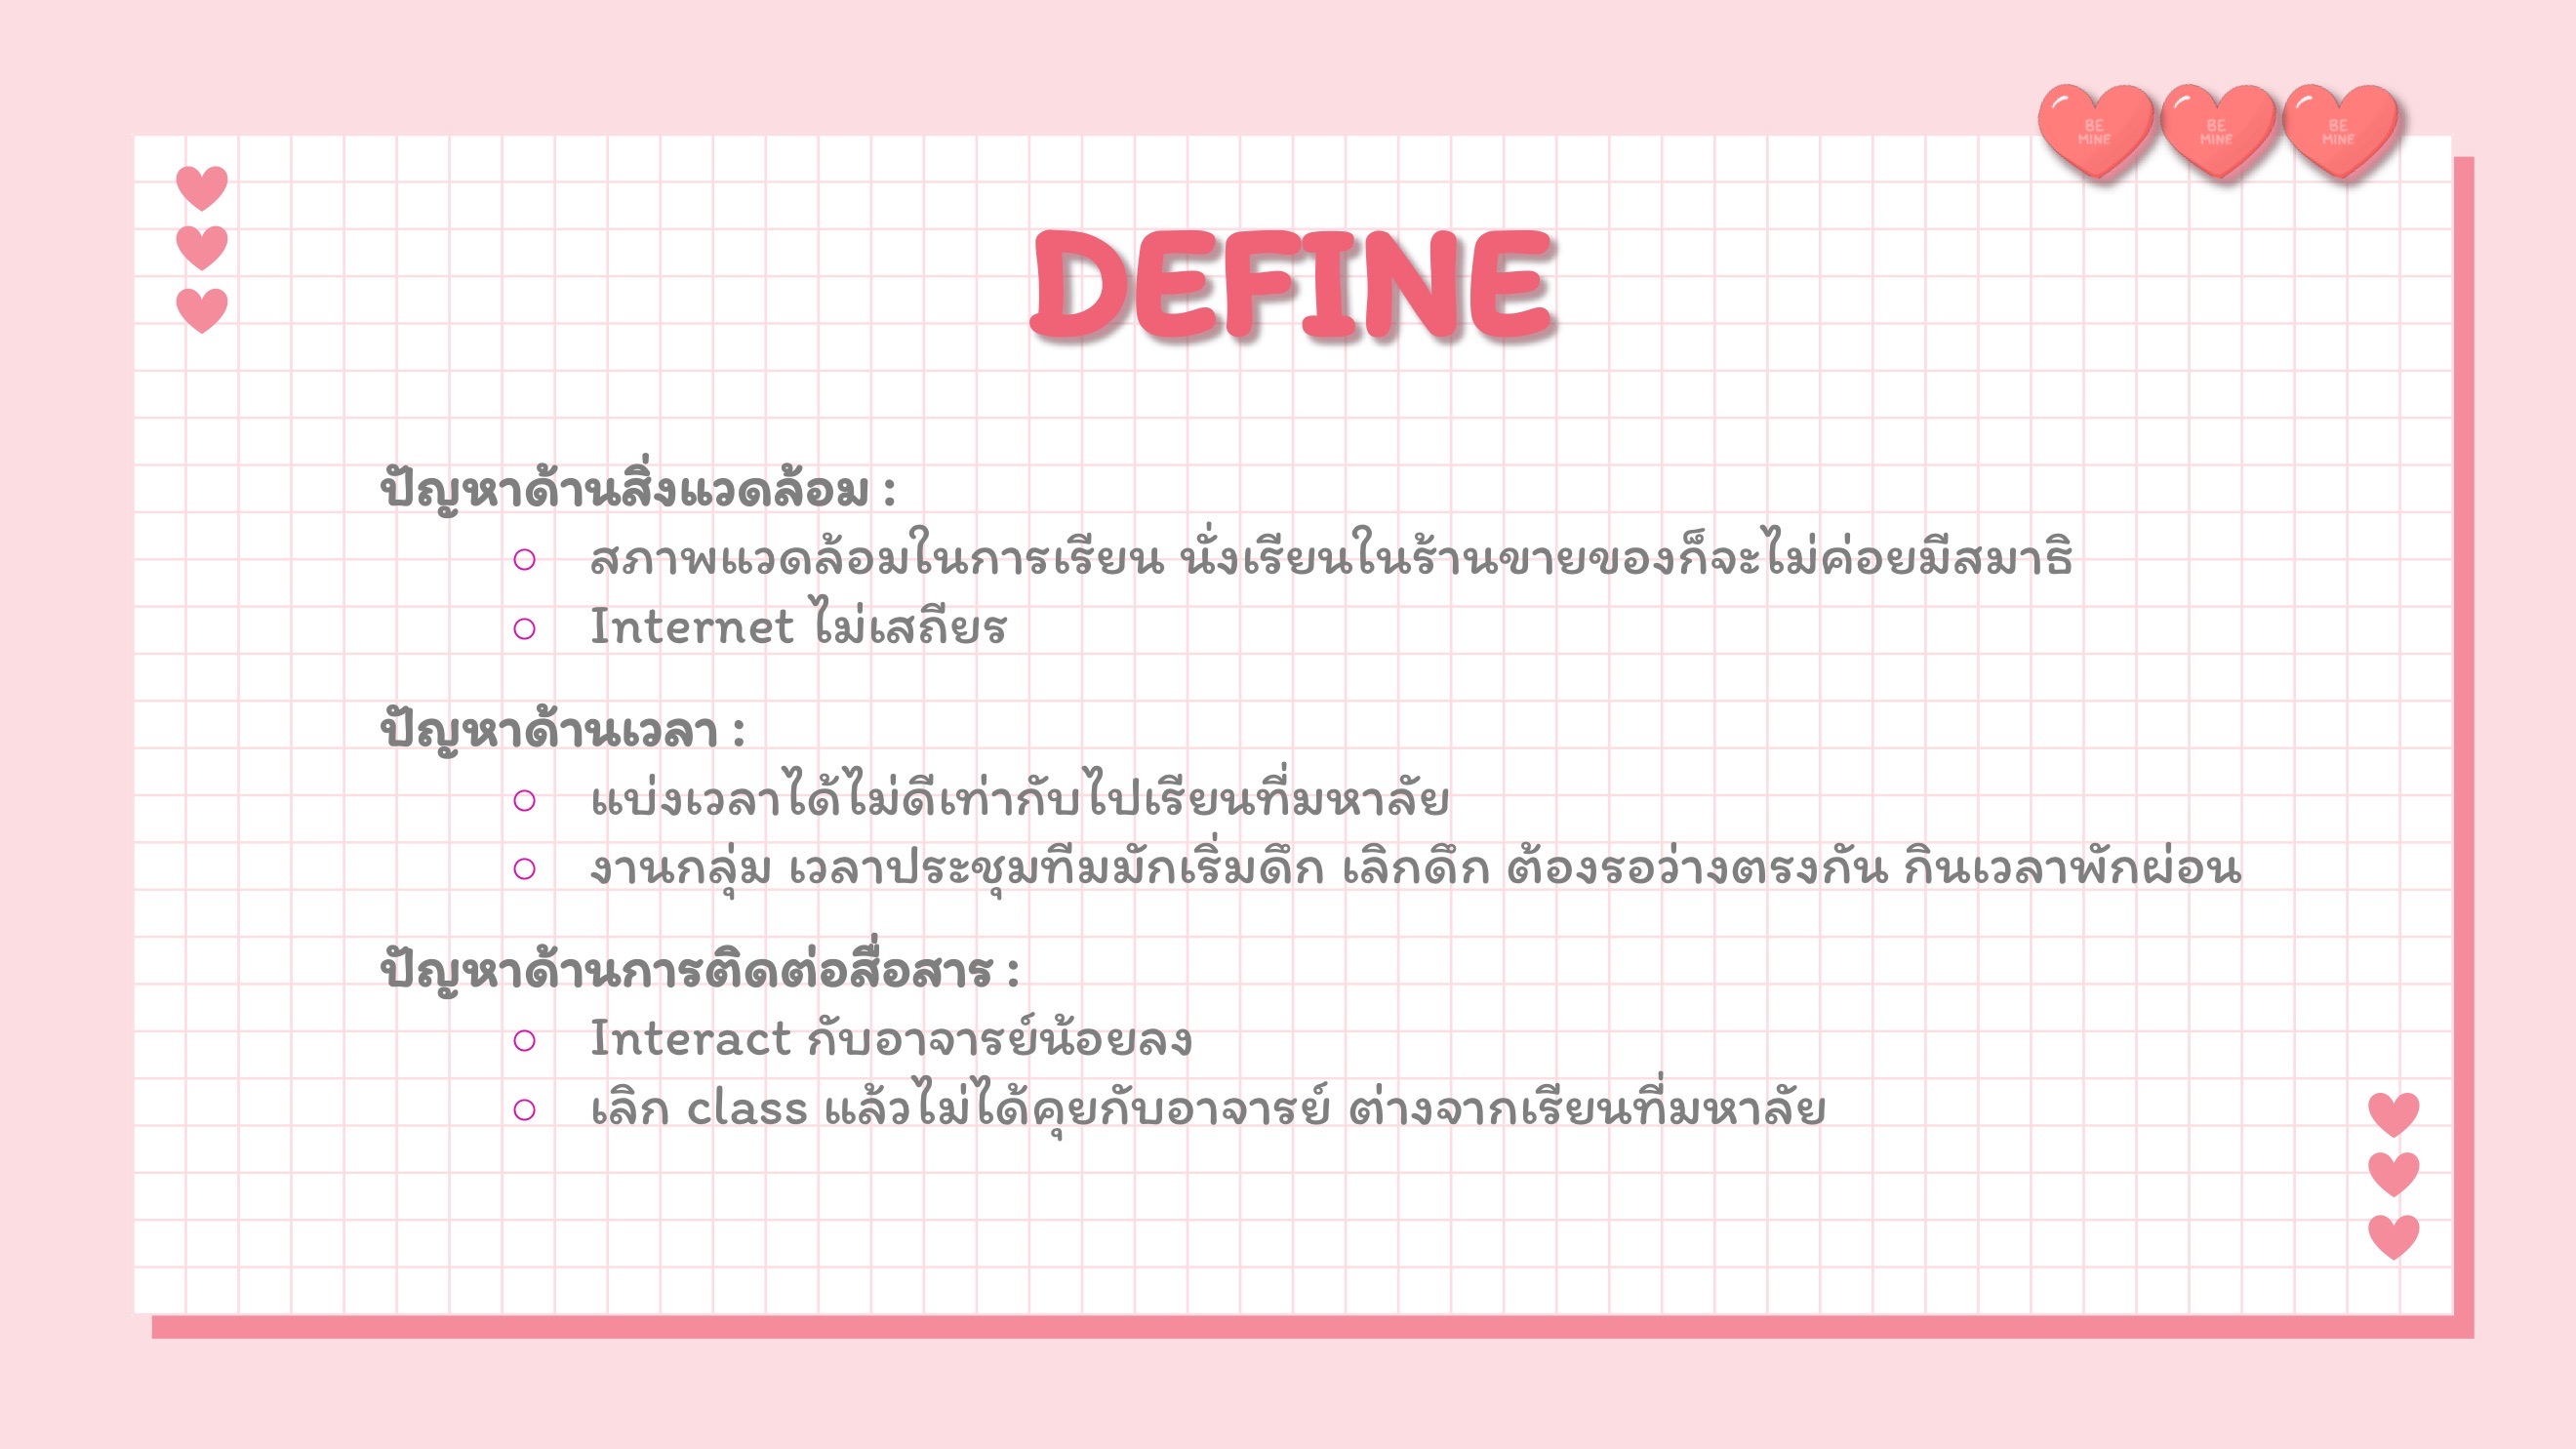 BE MINE BE MINE BE MINE
DEFINE
ปัญหาด้านสิ่งแวดล้อม :
○ สภาพแวดล้อมในการเรียน นั่งเรียนในร้านขายของก็จะไม่ค่อยมีสมาธิ
○ Internet ไม่เสถียร
ปัญหาด้านเวลา :
○ แบ่งเวลาได้ไม่ดีเท่ากับไปเรียนที่มหาลัย
○ งานกลุ่ม เวลาประชุมทีมมักเริ่มดึก เลิกดึก ต้องรอว่างตรงกัน กินเวลาพักผ่อน
ปัญหาด้านการติดต่อสื่อสาร :
○ Interact กับอาจารย์น้อยลง
○ เลิก class แล้วไม่ได้คุยกับอาจารย์ ต่างจากเรียนที่มหาลัย